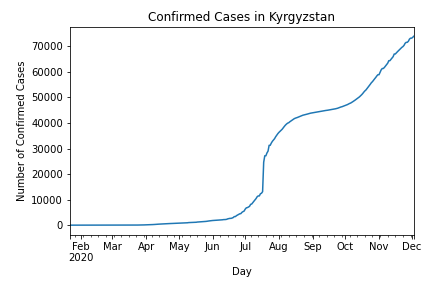 Confirmed Cases in Kyrgyzstan
Number of Confirmed Cases
70000
60000
50000
40000
30000
20000
10000
0
Feb Mar Apr May Jun Jul Aug Sep Oct Nov Dec
2020
Day